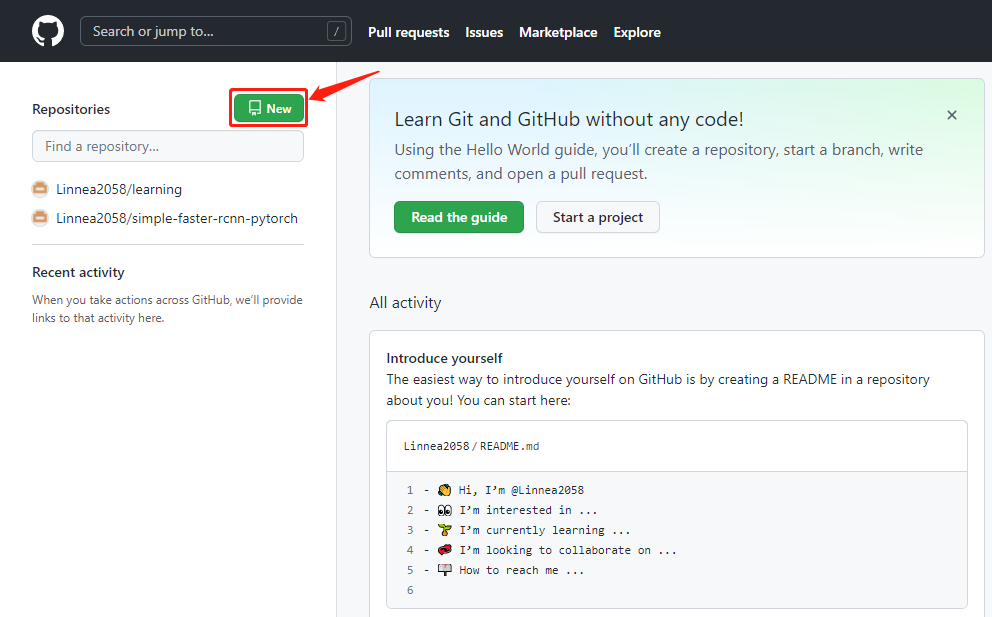 Search or jump to... /
Pull requests Issues Marketplace Explore
Repositories
New
Find a repository...
Linnea2058/learning
Linnea2058/simple-faster-rcnn-pytorch
Recent activity
When you take actions across GitHub, we’ll provide
links to that activity here.
Learn Git and GitHub without any code!
Using the Hello World guide, you’ll create a repository, start a branch, write
comments, and open a pull request.
Read the guide
Start a project
All activity
Introduce yourself
The easiest way to introduce yourself on GitHub is by creating a README in a repository
about you! You can start here:
Linnea2058/README.md
1 - 👋 Hi, I’m @Linnea2058
2 - 👀 I’m interested in ...
3 - 🌱 I’m currently learning ...
4 - 💞️ I’m looking to collaborate on ...
5 - 📫 How to reach me ...
6